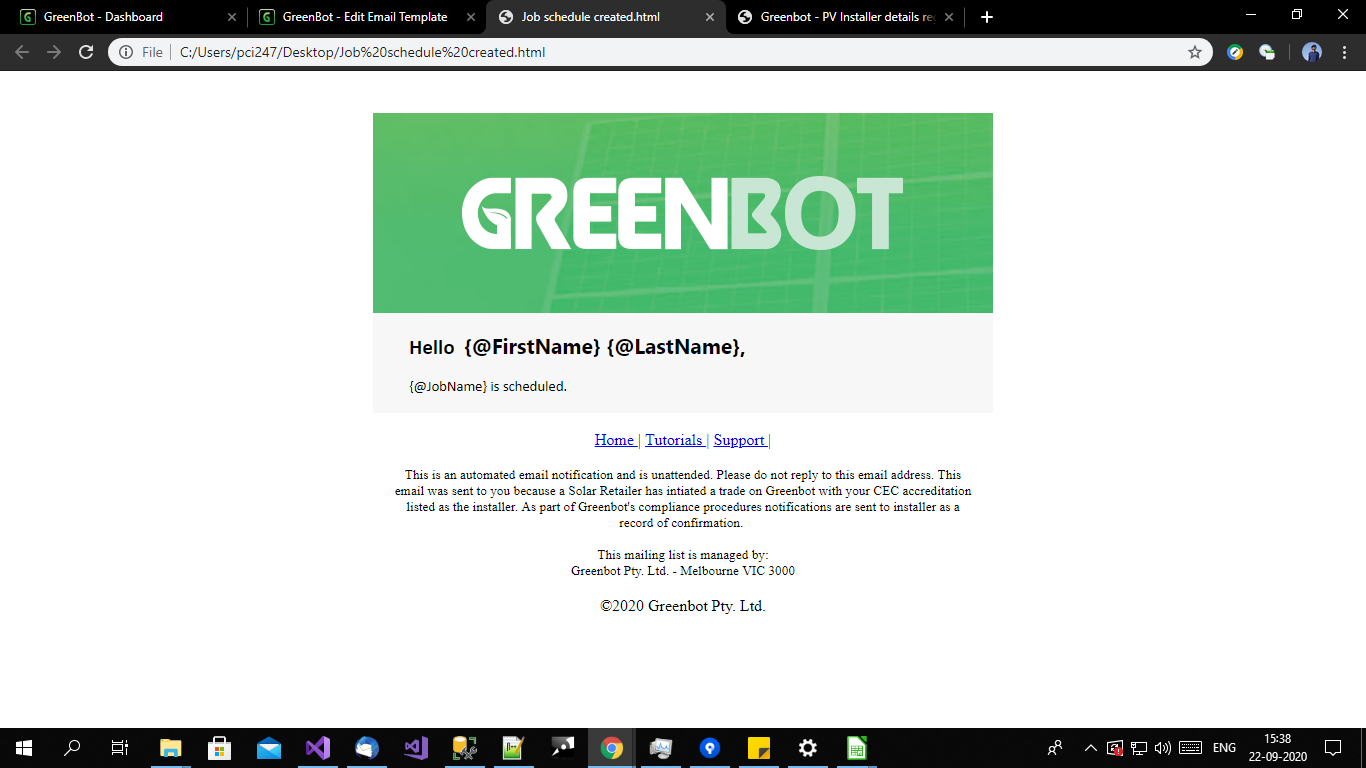 GreenBot - Dashboard
GreenBot - Edit Email Template
Job schedule created.html
Greenbot - PV Installer details re
File
C:/Users/pci247/Desktop/Job%20schedule%20created.html
GREENBOT
Hello {@FirstName} {@LastName},
{@JobName} is scheduled.
Home | Tutorials | Support |
This is an automated email notification and is unattended. Please do not reply to this email address. This
email was sent to you because a Solar Retailer has intiated a trade on Greenbot with your CEC accreditation
listed as the installer. As part of Greenbot's compliance procedures notifications are sent to installer as a
record of confirmation.
This mailing list is managed by:
Greenbot Pty. Ltd. - Melbourne VIC 3000
©2020 Greenbot Pty. Ltd.
ENG
15:38
22-09-2020